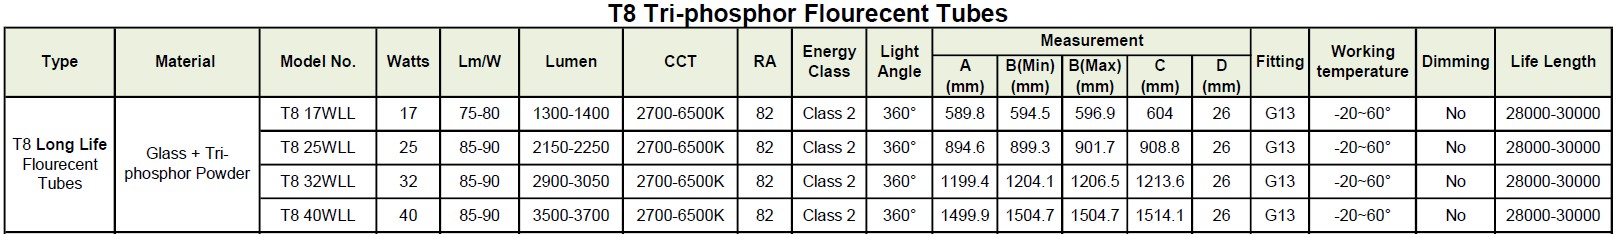 T8 Tri-phosphor Flourecent Tubes
Type Material Model No. Watts Lm/W Lumen CCT RA Energy Class Light Angle Measurement Fitting Working temperature Dimming Life Length
A (mm) B(Min) (mm) B(Max) (mm) C (mm) D (mm)
T8 Long Life Flourecent Tubes Glass + Tri-phosphor Powder
T8 17WLL 17 75-80 1300-1400 2700-6500K 82 Class 2 360° 589.8 594.5 596.9 604 26 G13 -20~60° No 28000-30000
T8 25WLL 25 85-90 2150-2250 2700-6500K 82 Class 2 360° 894.6 899.3 901.7 908.8 26 G13 -20~60° No 28000-30000
T8 32WLL 32 85-90 2900-3050 2700-6500K 82 Class 2 360° 1199.4 1204.1 1206.5 1213.6 26 G13 -20~60° No 28000-30000
T8 40WLL 40 85-90 3500-3700 2700-6500K 82 Class 2 360° 1499.9 1504.7 1504.7 1514.1 26 G13 -20~60° No 28000-30000